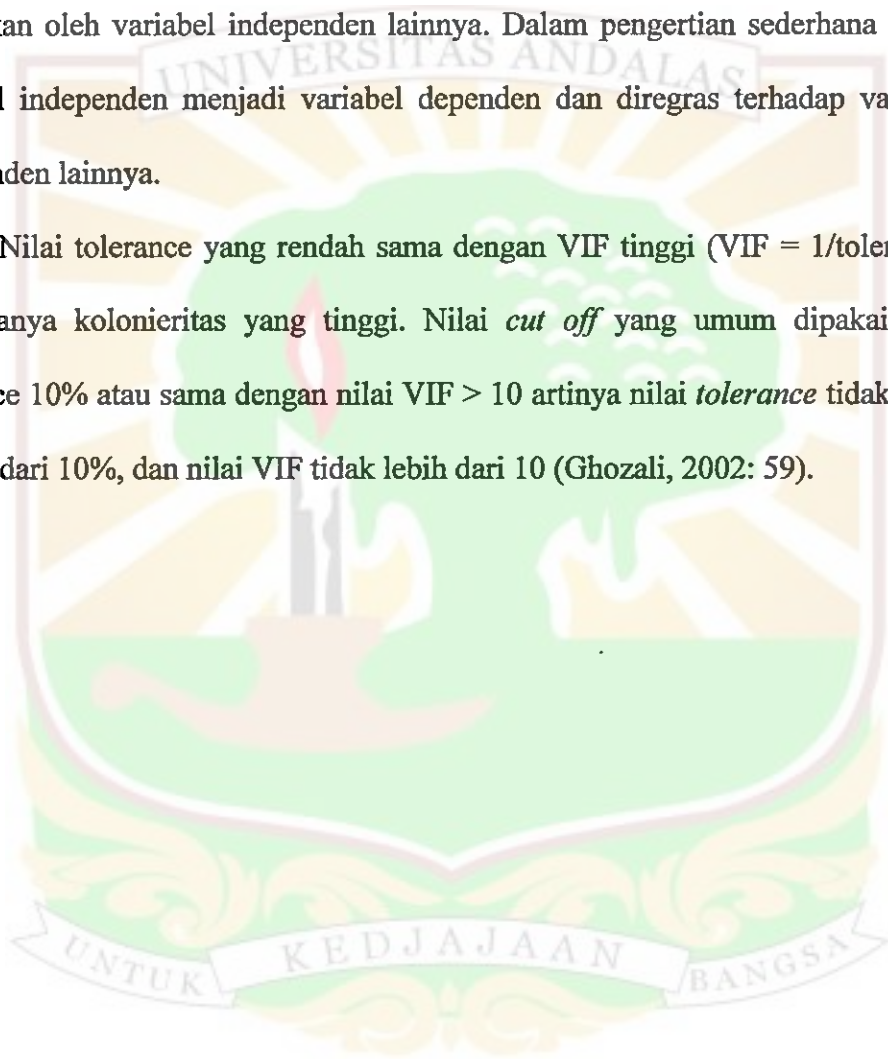 kan oleh variabel independen lainnya. Dalam pengertian sederhana
UNIVERSITAS ANDALAS
l independen menjadi variabel dependen dan diregras terhadap va
nden lainnya.
Nilai tolerance yang rendah sama dengan VIF tinggi (VIF = 1/toler
anya kolonieritas yang tinggi. Nilai cut off yang umum dipakai
ce 10% atau sama dengan nilai VIF > 10 artinya nilai tolerance tidak
dari 10%, dan nilai VIF tidak lebih dari 10 (Ghozali, 2002: 59).
UNTUK KEDJAJAAN BANGSA